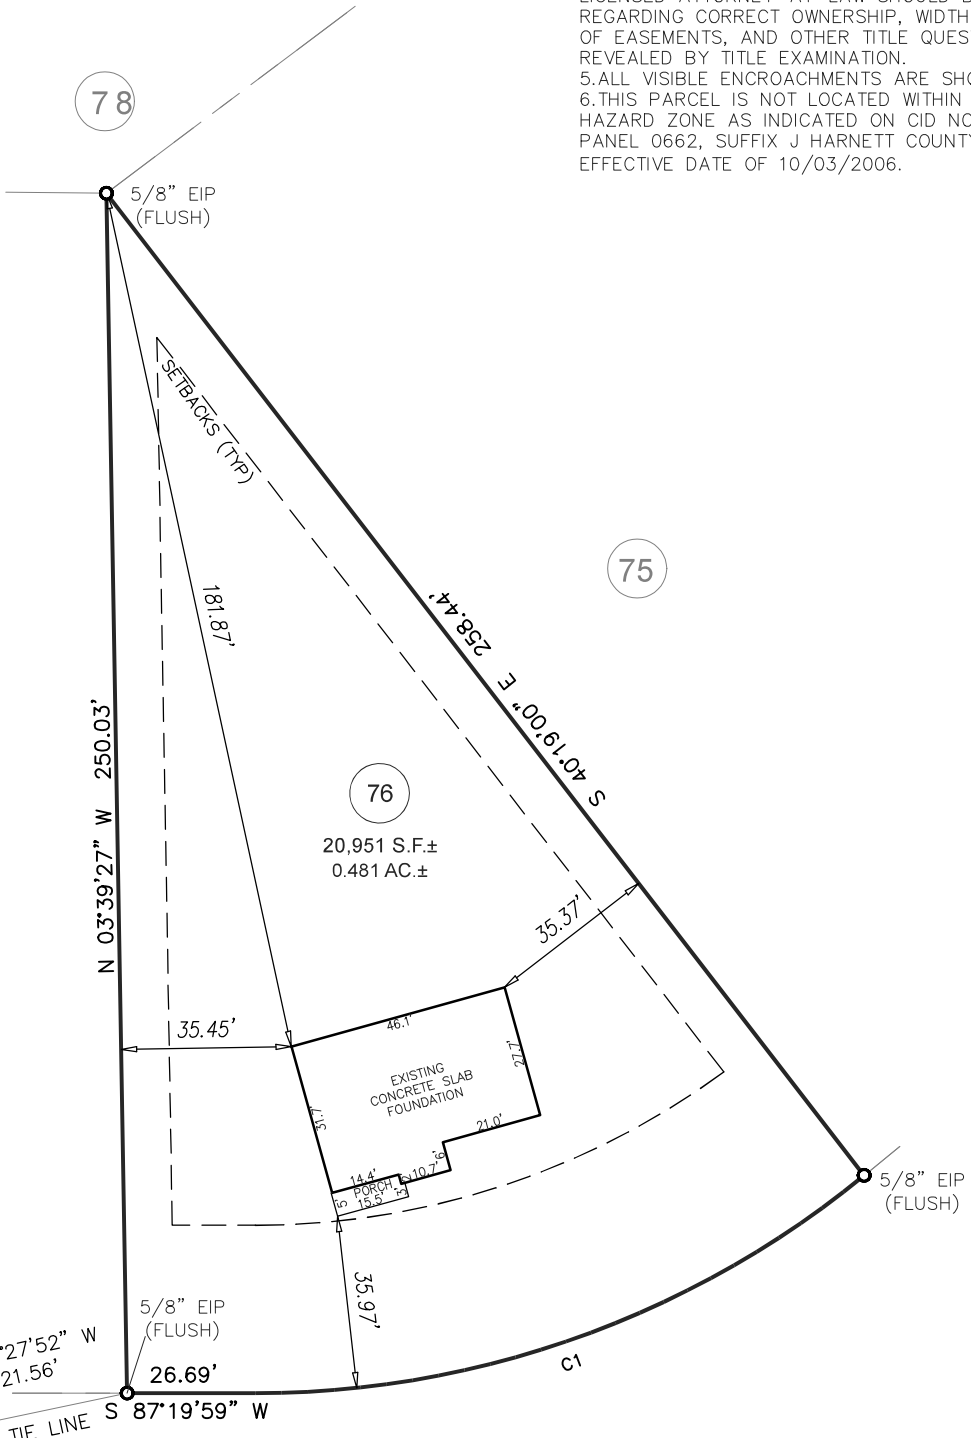 REGARDING CORRECT OWNERSHIP, WIDTH
OF EASEMENTS, AND OTHER TITLE QUES
REVEALED BY TITLE EXAMINATION.
5.ALL VISIBLE ENCROACHMENTS ARE SHO
6.THIS PARCEL IS NOT LOCATED WITHIN
HAZARD ZONE AS INDICATED ON CID NO
PANEL 0662, SUFFIX J HARNETT COUNTY
EFFECTIVE DATE OF 10/03/2006.
78
5/8" EIP
(FLUSH)
SETBACKS (TYP)
75
181.87'
S 40°19'00" E 258.44'
N 03°39'27" W 250.03'
76
20,951 S.F.±
0.481 AC.±
35.37'
35.45'
46.1'
27.7'
EXISTING
CONCRETE SLAB
FOUNDATION
31.7'
21.0'
6'
10.7'
14.4'
PORCH
15.5'
5'
3'
5/8" EIP
(FLUSH)
35.97'
5/8" EIP
(FLUSH)
°27'52" W
21.56'
26.69'
C1
S 87°19'59" W
TIE LINE